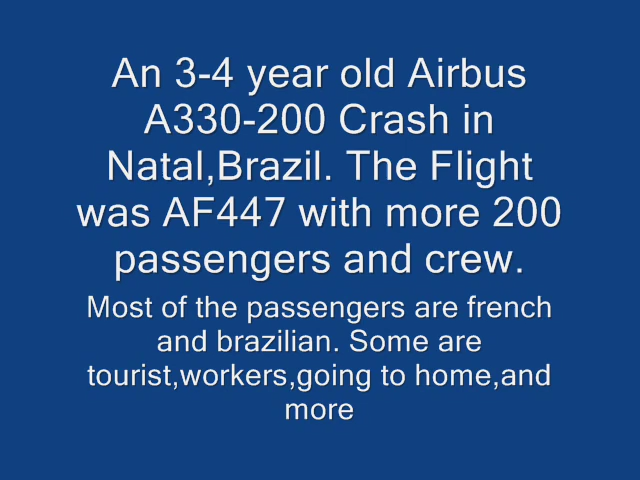 An 3-4 year old Airbus
A330-200 Crash in
Natal,Brazil. The Flight
was AF447 with more 200
passengers and crew.
Most of the passengers are french
and brazilian. Some are
tourist,workers,going to home,and
more